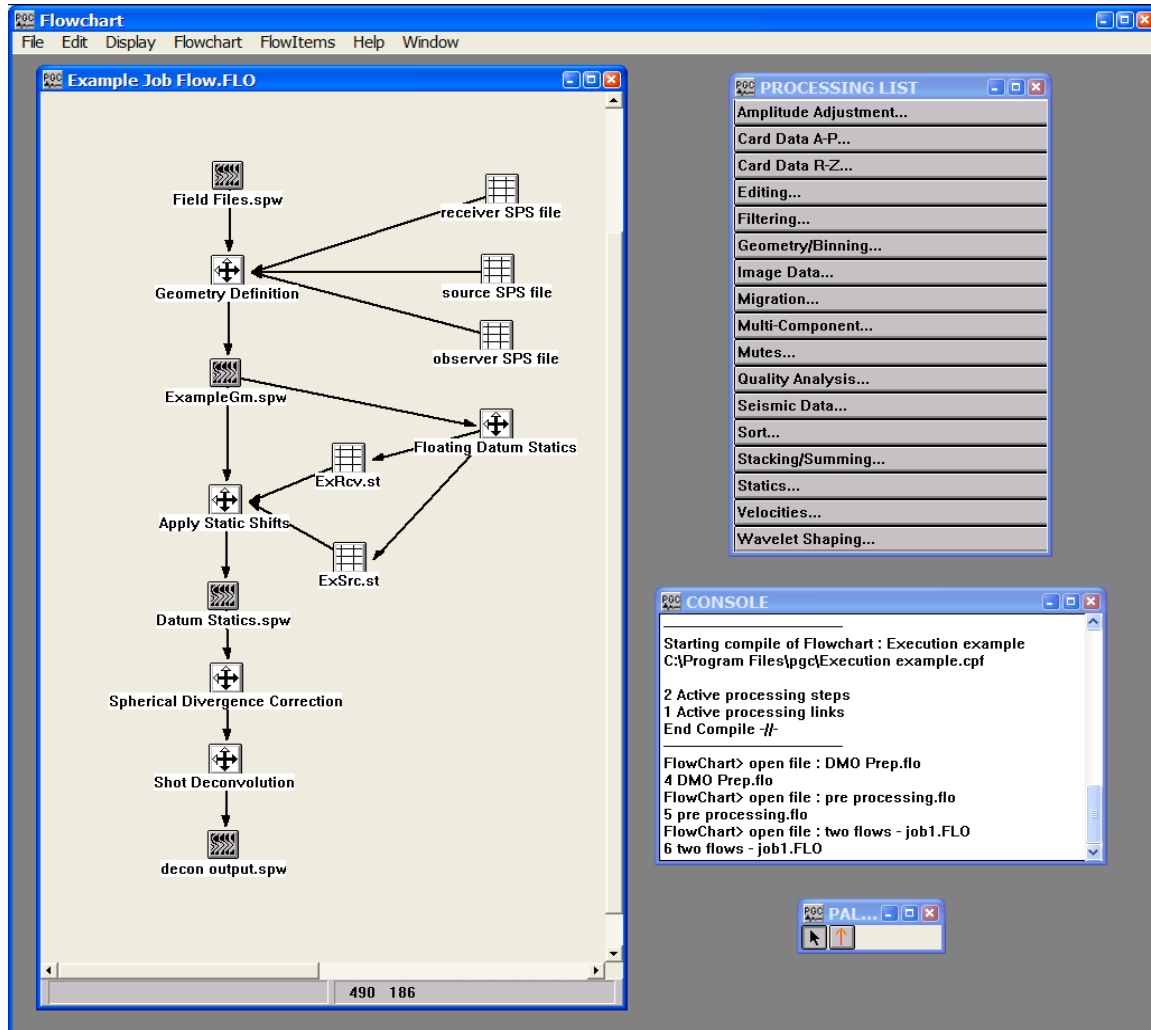 PGC Flowchart
File Edit Display Flowchart FlowItems Help Window
PGC Example Job Flow.FLO
Field Files.spw
receiver SPS file
Geometry Definition
source SPS file
observer SPS file
ExampleGm.spw
Floating Datum Statics
ExRcv.st
Apply Static Shifts
ExSrc.st
Datum Statics.spw
Spherical Divergence Correction
Shot Deconvolution
decon output.spw
490 186
PGC PROCESSING LIST
Amplitude Adjustment...
Card Data A-P...
Card Data R-Z...
Editing...
Filtering...
Geometry/Binning...
Image Data...
Migration...
Multi-Component...
Mutes...
Quality Analysis...
Seismic Data...
Sort...
Stacking/Summing...
Statics...
Velocities...
Wavelet Shaping...
PGC CONSOLE
Starting compile of Flowchart : Execution example
C:\Program Files\pgc\Execution example.cpf
2 Active processing steps
1 Active processing links
End Compile -//-
FlowChart> open file : DMO Prep.flo
4 DMO Prep.flo
FlowChart> open file : pre processing.flo
5 pre processing.flo
FlowChart> open file : two flows - job1.FLO
6 two flows - job1.FLO
PGC PAL...